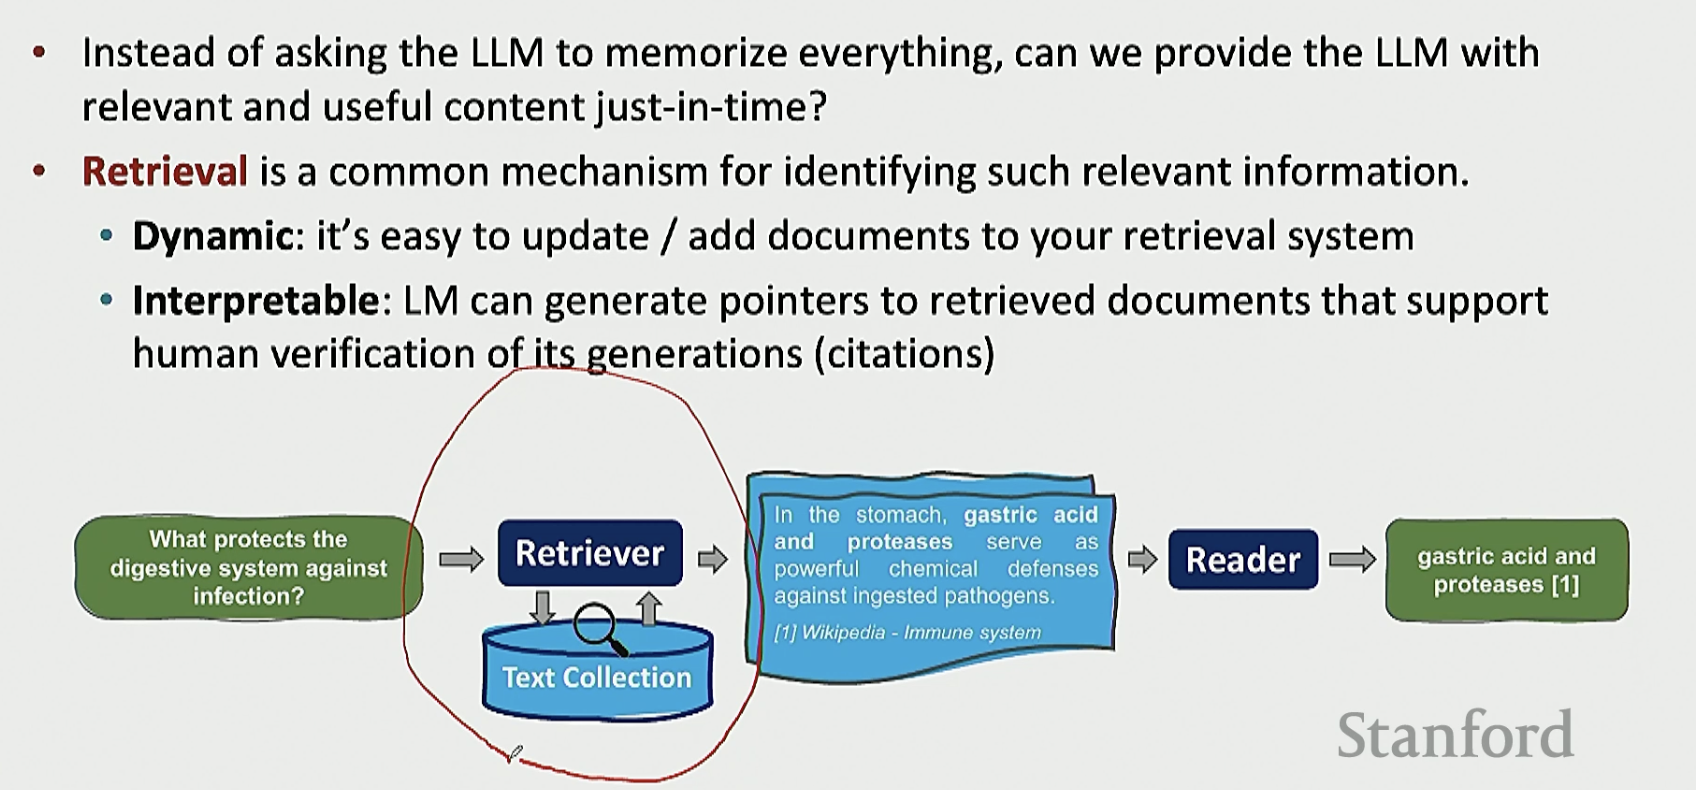 Instead of asking the LLM to memorize everything, can we provide the LLM with
relevant and useful content just-in-time?
Retrieval is a common mechanism for identifying such relevant information.
Dynamic: it’s easy to update / add documents to your retrieval system
Interpretable: LM can generate pointers to retrieved documents that support
human verification of its generations (citations)
What protects the
digestive system against
infection?
Retriever
Text Collection
In the stomach, gastric acid
and proteases serve as
powerful chemical defenses
against ingested pathogens.
[1] Wikipedia - Immune system
Reader
gastric acid and
proteases [1]
Stanford